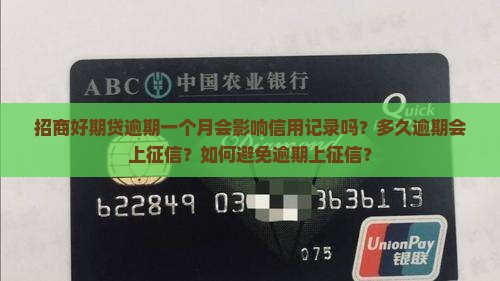 ABC 中国农业银行
Quick
招商好期贷逾期一个月会影响信用记录吗？多久逾期会
上征信？如何避免逾期上征信？
622849 03 3636173
075
UnionPay
银联